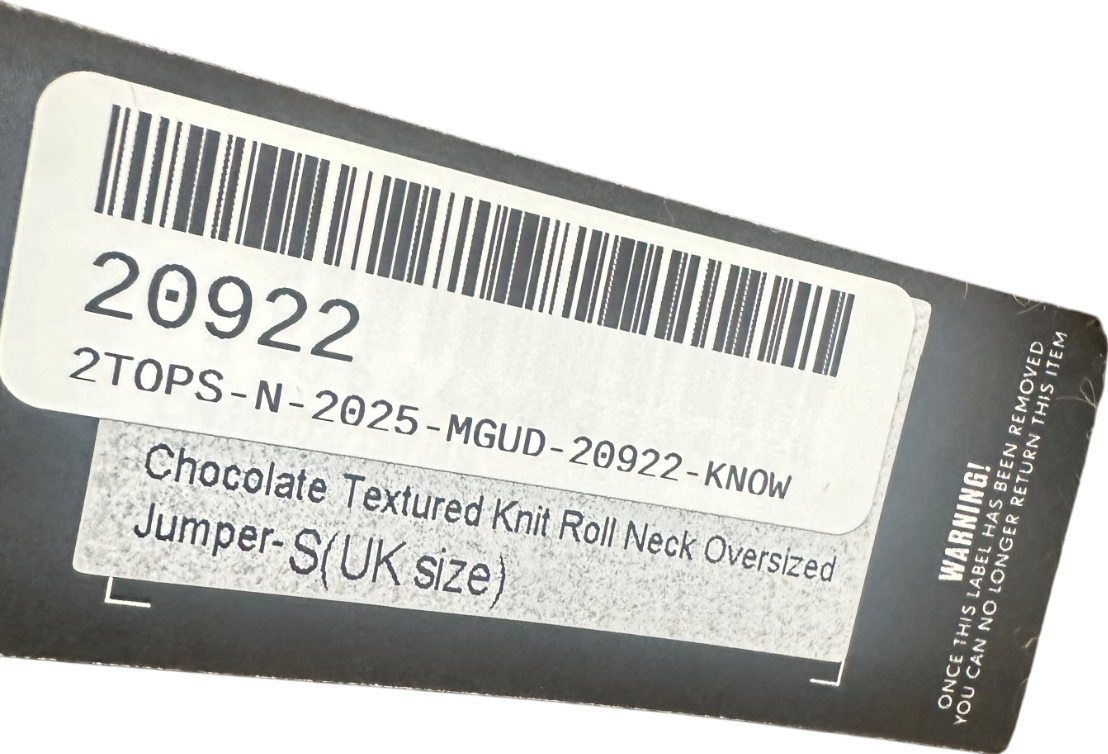 20922
2TOPS-N-2025-MGUD-20922-KNOW
Chocolate Textured Knit Roll Neck Oversized
Jumper-S(UK size)
WARNING!
ONCE THIS LABEL HAS BEEN REMOVED
YOU CAN NO LONGER RETURN THIS ITEM